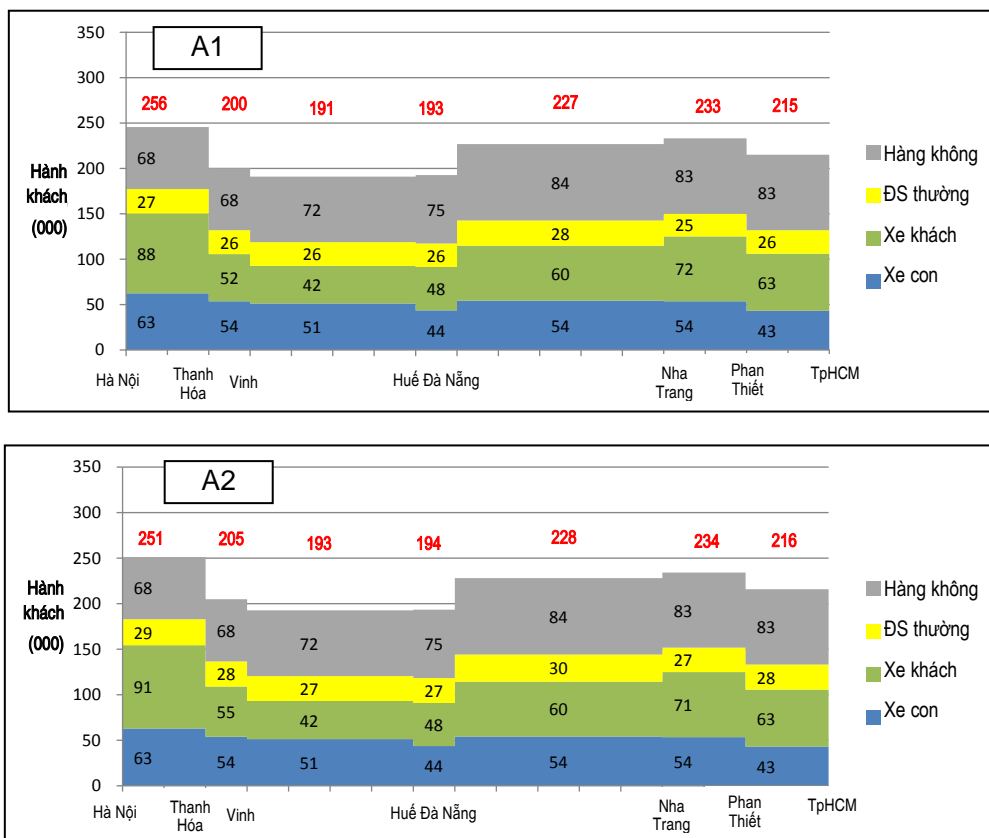 A1
350
300
250
200
150
100
50
0
Hành
khách
(000)
256 200 191 193 227 233 215
68 68 72 75 84 83 83
27 26 26 26 28 25 26
88 52 42 48 60 72 63
63 54 51 44 54 54 43
Hà Nội Thanh Hóa Vinh Huế Đà Nẵng Nha Trang Phan Thiết TpHCM
Hàng không
ĐS thường
Xe khách
Xe con
A2
350
300
250
200
150
100
50
0
Hành
khách
(000)
251 205 193 194 228 234 216
68 68 72 75 84 83 83
29 28 27 27 30 27 28
91 55 42 48 60 71 63
63 54 51 44 54 54 43
Hà Nội Thanh Hóa Vinh Huế Đà Nẵng Nha Trang Phan Thiết TpHCM
Hàng không
ĐS thường
Xe khách
Xe con